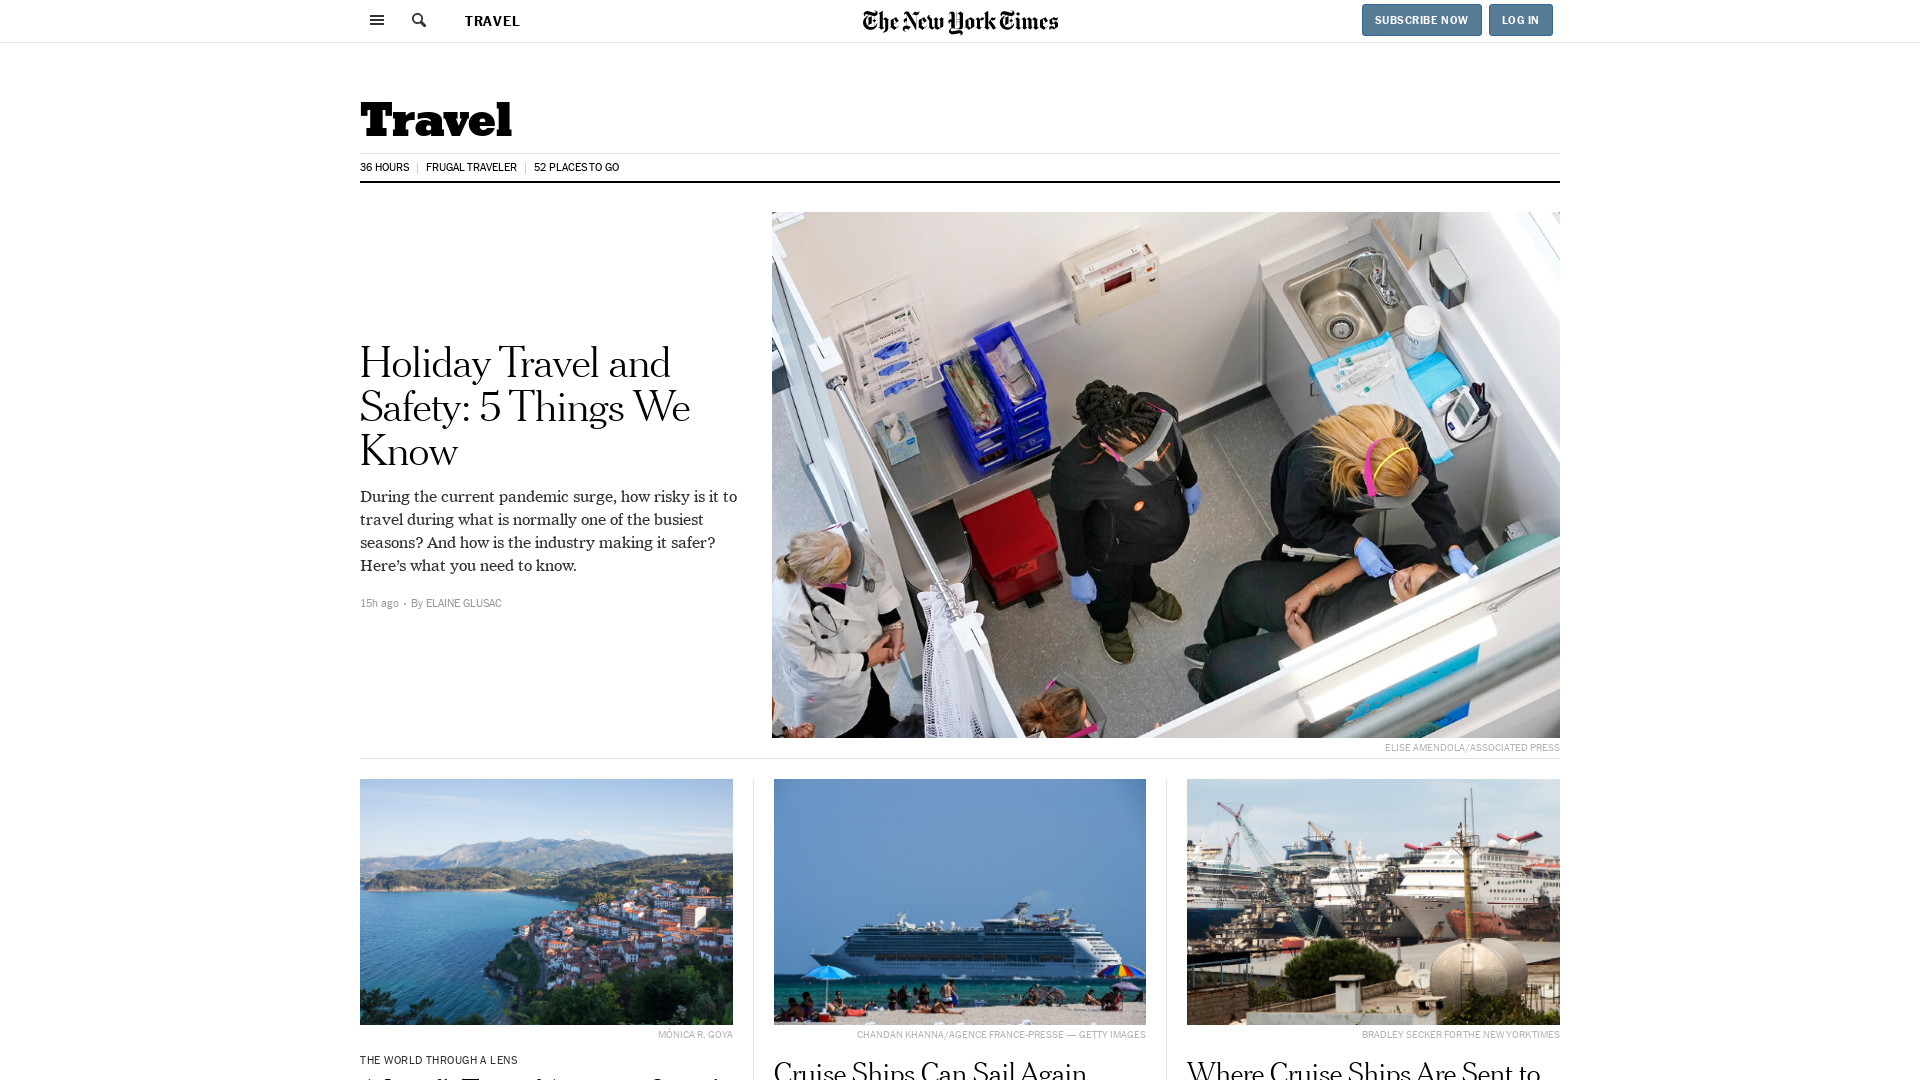 TRAVEL
The New York Times
SUBSCRIBE NOW
LOG IN
Travel
36 HOURS
FRUGAL TRAVELER
52 PLACES TO GO
Holiday Travel and
Safety: 5 Things We
Know
During the current pandemic surge, how risky is it to
travel during what is normally one of the busiest
seasons? And how is the industry making it safer?
Here’s what you need to know.
15h ago · By ELAINE GLUSAC
ELISE AMENDOLA/ASSOCIATED PRESS
MÓNICA R. GOYA
THE WORLD THROUGH A LENS
CHANDAN KHANNA/AGENCE FRANCE-PRESSE — GETTY IMAGES
Cruise Ships Can Sail Again
BRADLEY SECKER FOR THE NEW YORK TIMES
Where Cruise Ships Are Sent to